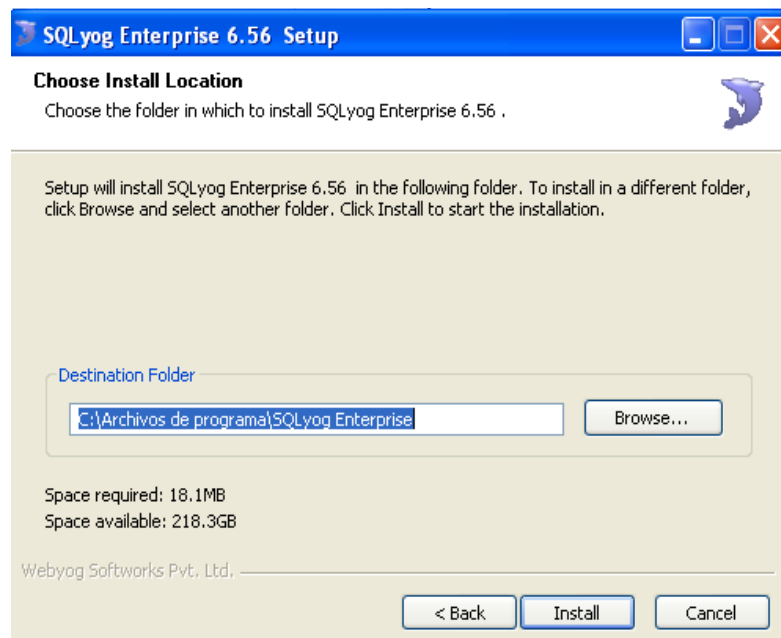 SQLyog Enterprise 6.56 Setup
Choose Install Location
Choose the folder in which to install SQLyog Enterprise 6.56 .
Setup will install SQLyog Enterprise 6.56 in the following folder. To install in a different folder,
click Browse and select another folder. Click Install to start the installation.
Destination Folder
C:\Archivos de programa\SQLyog Enterprise
Browse...
Space required: 18.1MB
Space available: 218.3GB
Webyog Softworks Pvt. Ltd.
< Back Install Cancel